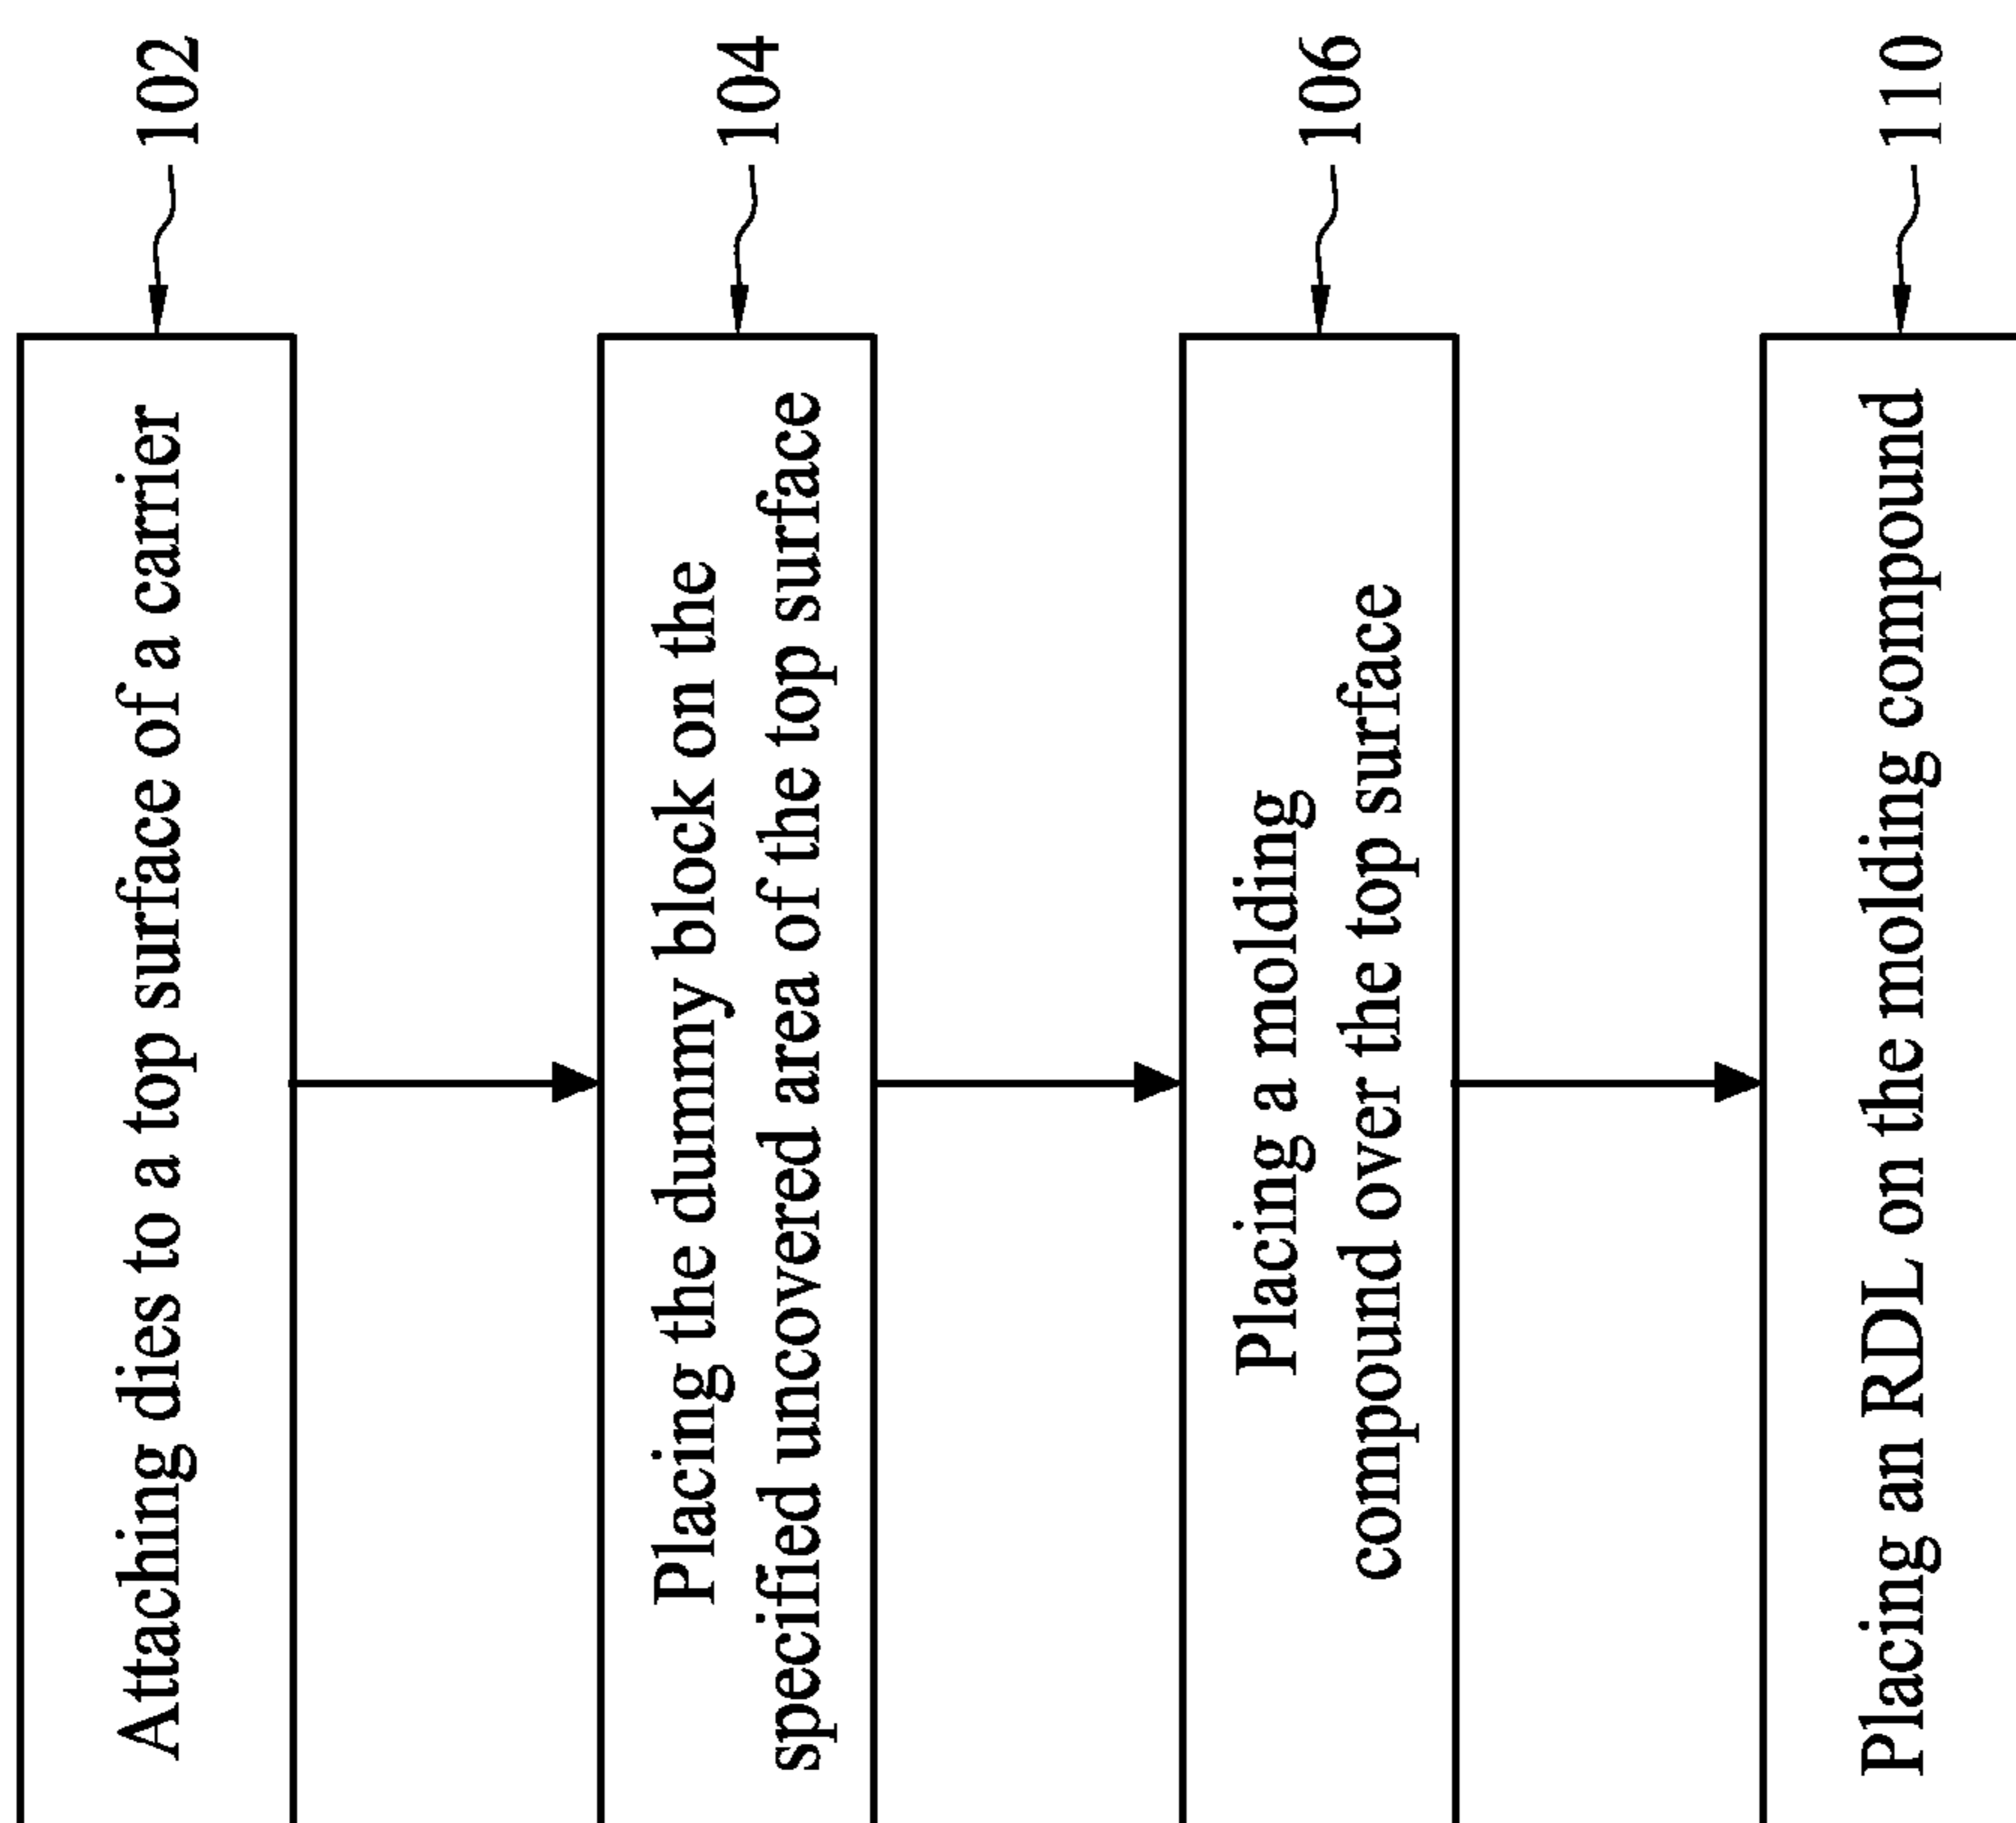 Attaching dies to a top surface of a carrier
102
Placing the dummy block on the
specified uncovered area of the top surface
104
Placing a molding
compound over the top surface
106
Placing an RDL on the molding compound
110